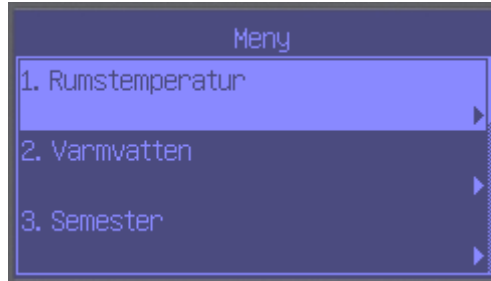 Meny
1. Rumstemperatur
2. Varmvatten
3. Semester